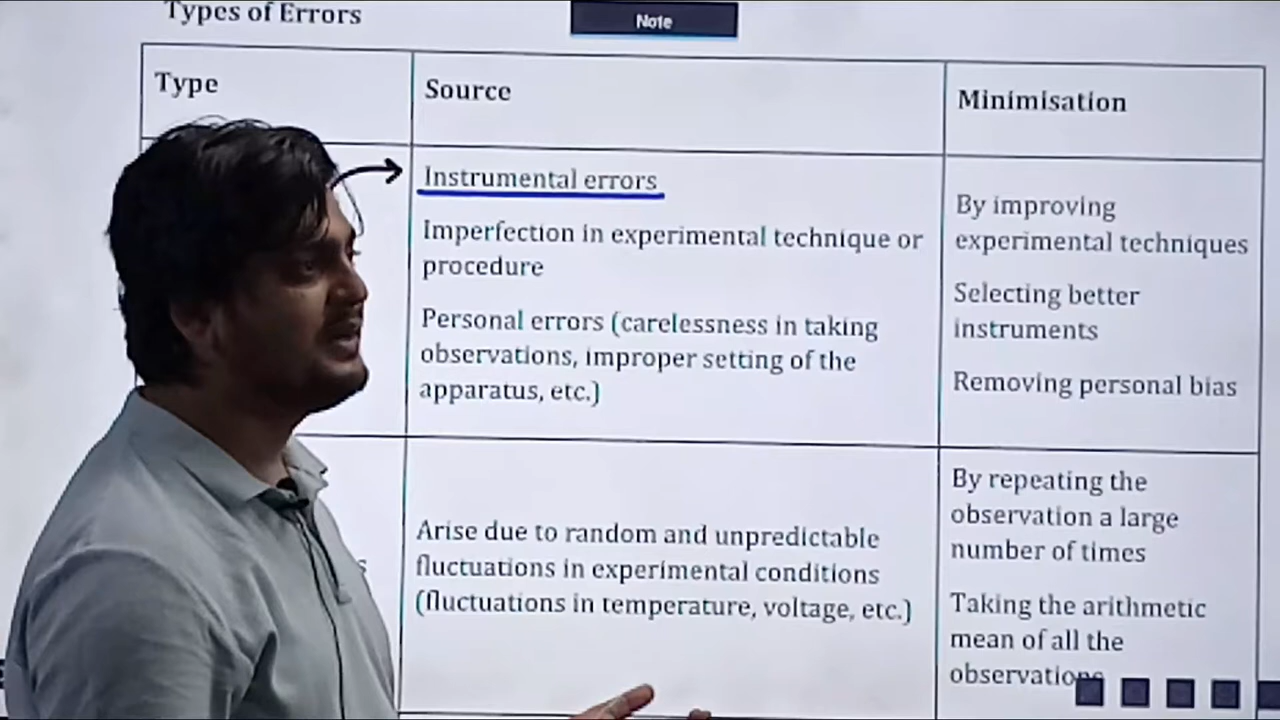 Types of Errors
Note
Type
Source
Minimisation
Instrumental errors
Imperfection in experimental technique or
procedure
Personal errors (carelessness in taking
observations, improper setting of the
apparatus, etc.)
By improving
experimental techniques
Selecting better
instruments
Removing personal bias
s
Arise due to random and unpredictable
fluctuations in experimental conditions
(fluctuations in temperature, voltage, etc.)
By repeating the
observation a large
number of times
Taking the arithmetic
mean of all the